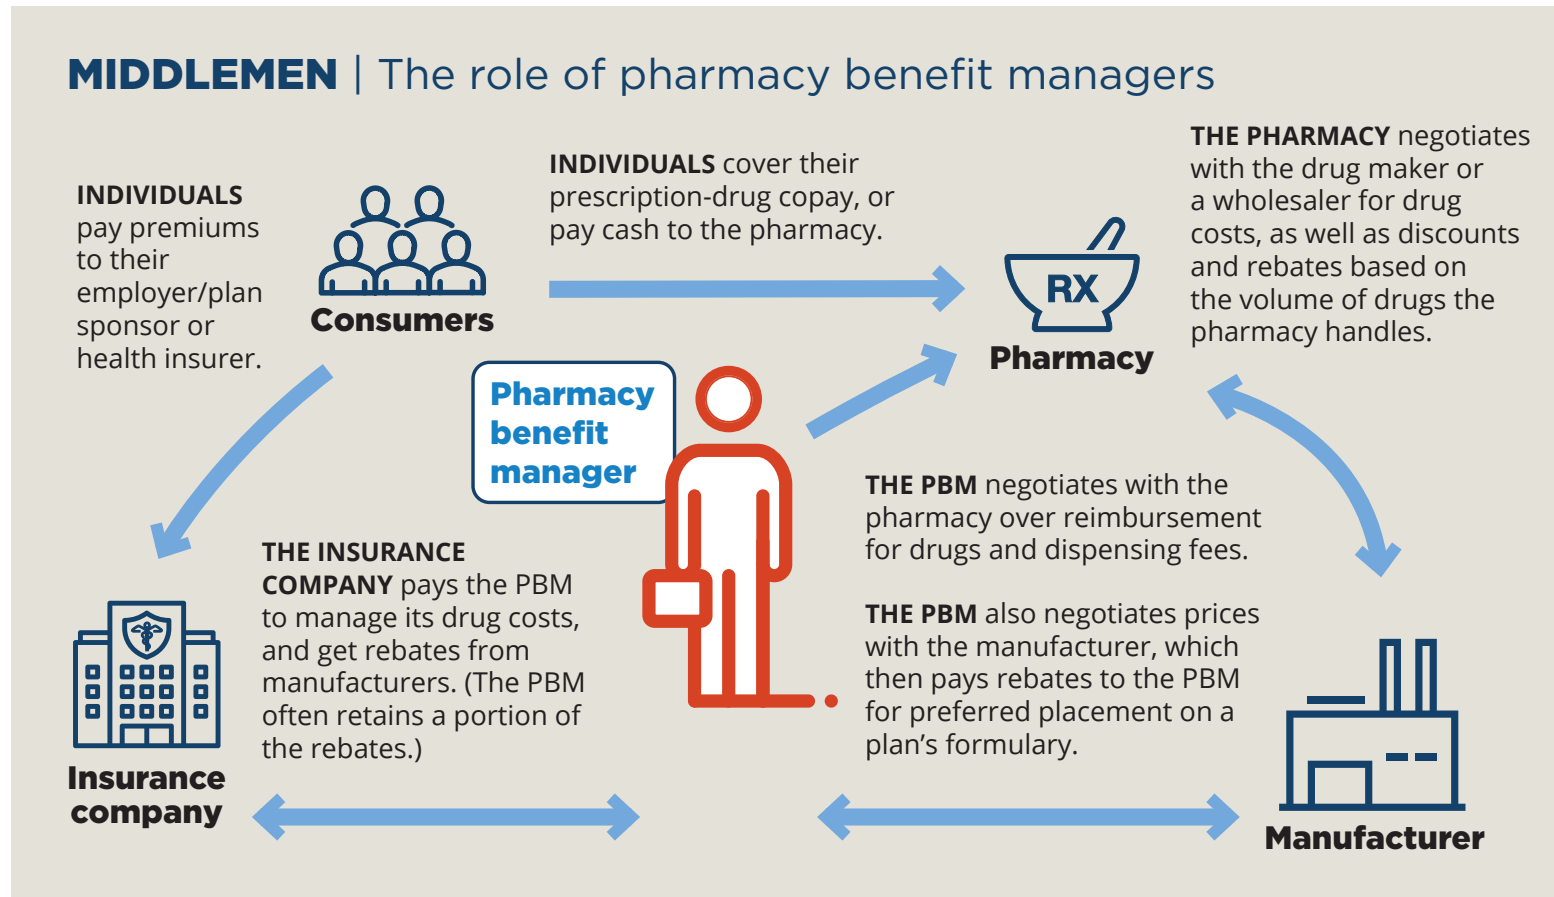 MIDDLEMEN | The role of pharmacy benefit managers
INDIVIDUALS
pay premiums
to their
employer/plan
sponsor or
health insurer.
Consumers
INDIVIDUALS cover their
prescription-drug copay, or
pay cash to the pharmacy.
RX
Pharmacy
THE PHARMACY negotiates
with the drug maker or
a wholesaler for drug
costs, as well as discounts
and rebates based on
the volume of drugs the
pharmacy handles.
Pharmacy
benefit
manager
THE INSURANCE
COMPANY pays the PBM
to manage its drug costs,
and get rebates from
manufacturers. (The PBM
often retains a portion of
the rebates.)
THE PBM negotiates with the
pharmacy over reimbursement
for drugs and dispensing fees.
THE PBM also negotiates prices
with the manufacturer, which
then pays rebates to the PBM
for preferred placement on a
plan's formulary.
Insurance
company
Manufacturer